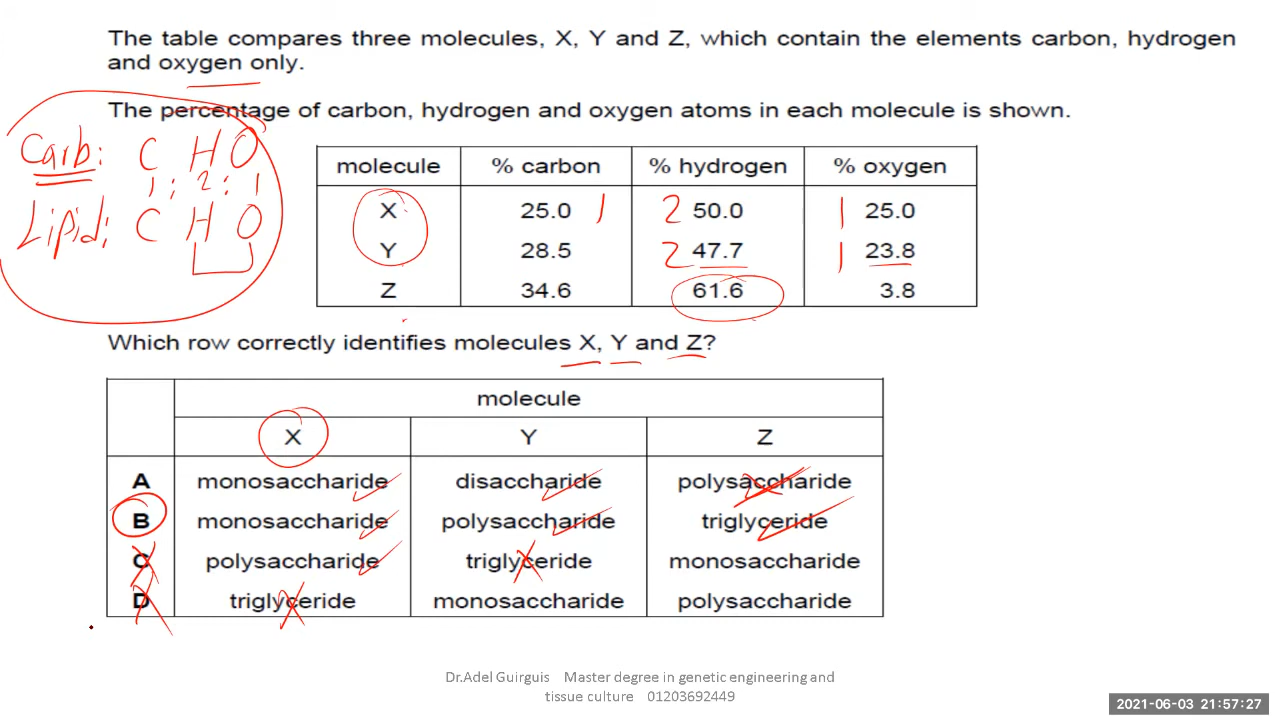 The table compares three molecules, X, Y and Z, which contain the elements carbon, hydrogen
and oxygen only.
The percentage of carbon, hydrogen and oxygen atoms in each molecule is shown.
Carb: C H O
1 : 2 : 1
Lipid: C H O
molecule % carbon % hydrogen % oxygen
X 25.0 1 2 50.0 1 25.0
Y 28.5 2 47.7 1 23.8
Z 34.6 61.6 3.8
Which row correctly identifies molecules X, Y and Z?
molecule
X Y Z
A monosaccharide disaccharide polysaccharide
B monosaccharide polysaccharide triglyceride
C polysaccharide triglyceride monosaccharide
D triglyceride monosaccharide polysaccharide
Dr.Adel Guirguis Master degree in genetic engineering and
tissue culture 01203692449
2021-06-03 21:57:27